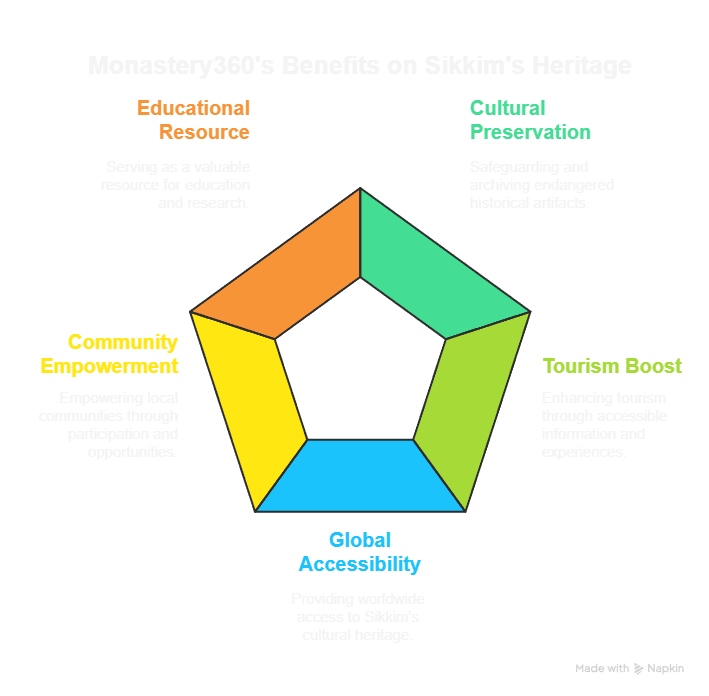 Monastery360's Benefits on Sikkim's Heritage
Educational
Resource
Serving as a valuable
resource for education
and research.
Cultural
Preservation
Safeguarding and
archiving endangered
historical artifacts.
Community
Empowerment
Empowering local
communities through
participation and
opportunities.
Tourism Boost
Enhancing tourism
through accessible
information and
experiences.
Global
Accessibility
Providing worldwide
access to Sikkim's
cultural heritage.
Made with Napkin